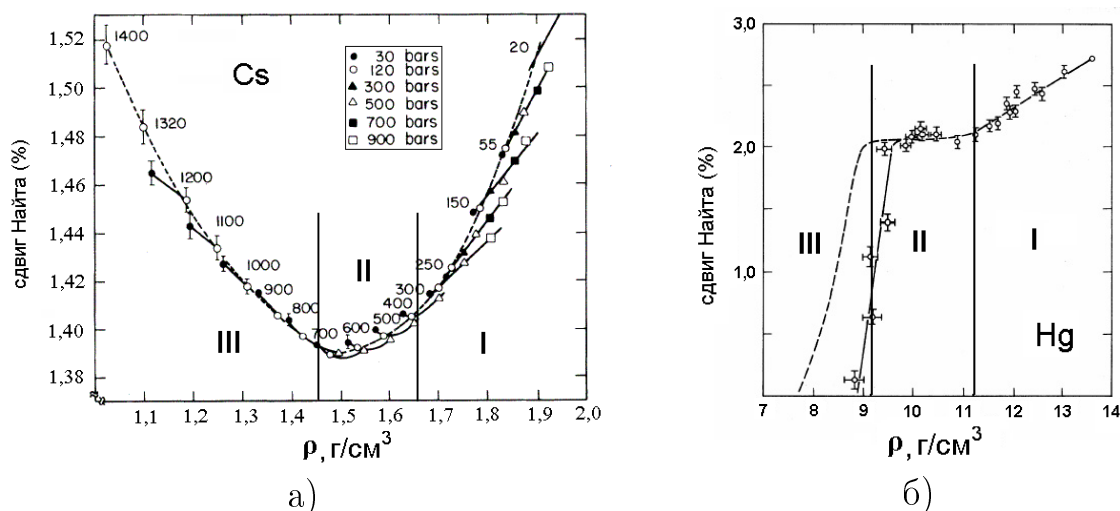 Cs
30 bars
120 bars
300 bars
500 bars
700 bars
900 bars
1400
1320
1200
1100
1000
900
800
700
600
500
400
300
250
150
55
20
III
II
I
1,52
1,51
1,50
1,48
1,46
1,44
1,42
1,40
1,38
сдвиг Найта (%)
1,1 1,2 1,3 1,4 1,5 1,6 1,7 1,8 1,9 2,0
ρ, г/см³
а)
3,0
2,0
1,0
сдвиг Найта (%)
III
II
I
Hg
7 8 9 10 11 12 13 14
ρ, г/см³
б)